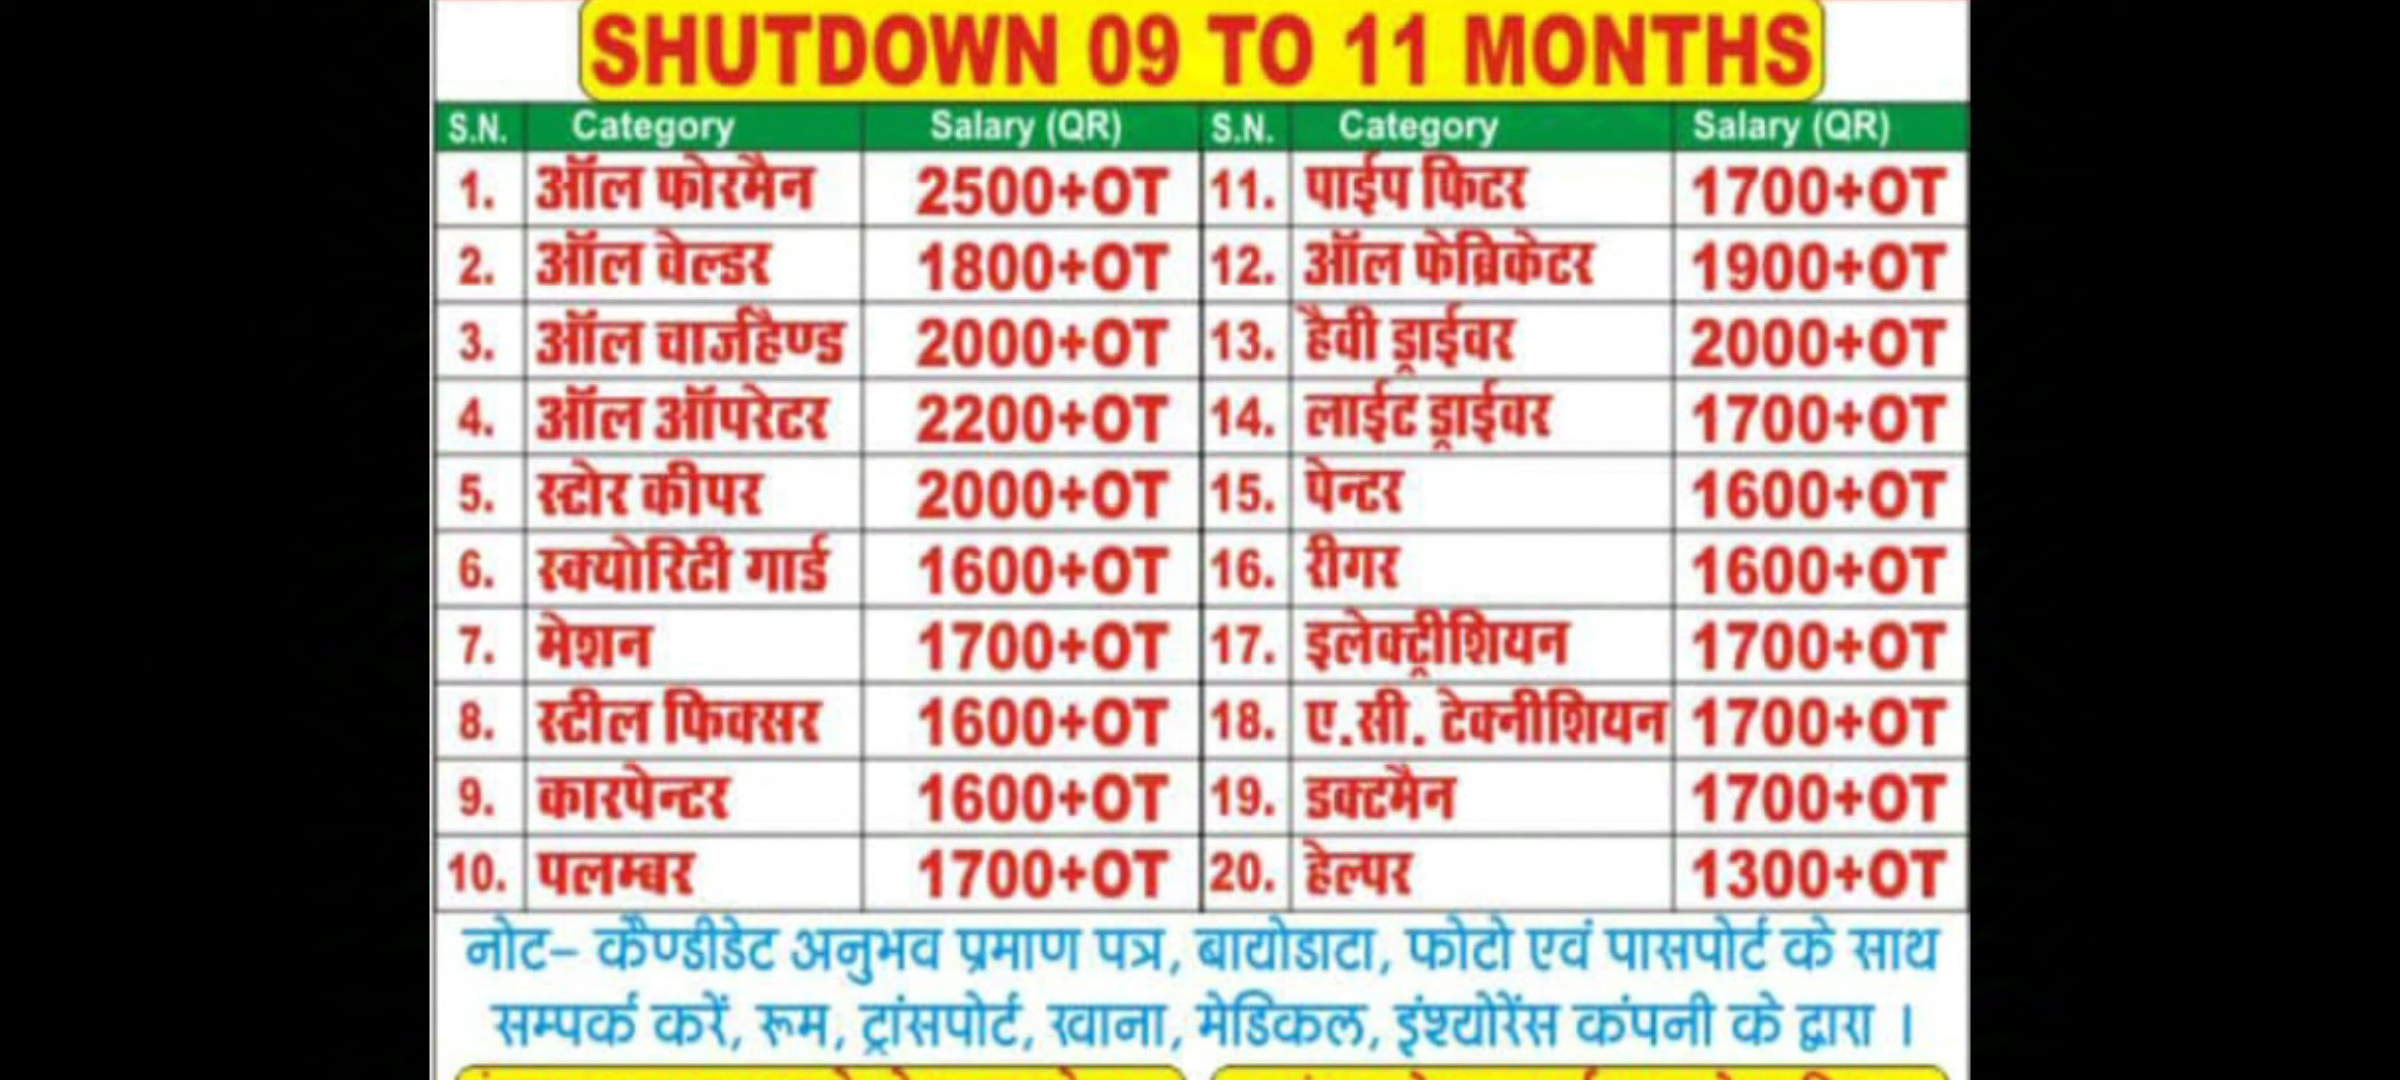 SHUTDOWN 09 TO 11 MONTHS
S.N. Category Salary (QR) S.N. Category Salary (QR)
1. ऑल फोरमैन 2500+OT 11. पाईप फिटर 1700+OT
2. ऑल वेल्डर 1800+OT 12. ऑल फेब्रिकेटर 1900+OT
3. ऑल चार्जहैण्ड 2000+OT 13. हैवी ड्राईवर 2000+OT
4. ऑल ऑपरेटर 2200+OT 14. लाईट ड्राईवर 1700+OT
5. स्टोर कीपर 2000+OT 15. पेन्टर 1600+OT
6. स्क्योरिटी गार्ड 1600+OT 16. रीगर 1600+OT
7. मेशन 1700+OT 17. इलेक्ट्रीशियन 1700+OT
8. स्टील फिक्सर 1600+OT 18. ए.सी. टेक्नीशियन 1700+OT
9. कारपेन्टर 1600+OT 19. डक्टमैन 1700+OT
10. पलम्बर 1700+OT 20. हेल्पर 1300+OT
नोट– कैण्डीडेट अनुभव प्रमाण पत्र, बायोडाटा, फोटो एवं पासपोर्ट के साथ
सम्पर्क करें, रूम, ट्रांसपोर्ट, खाना, मेडिकल, इंश्योरेंस कंपनी के द्वारा ।